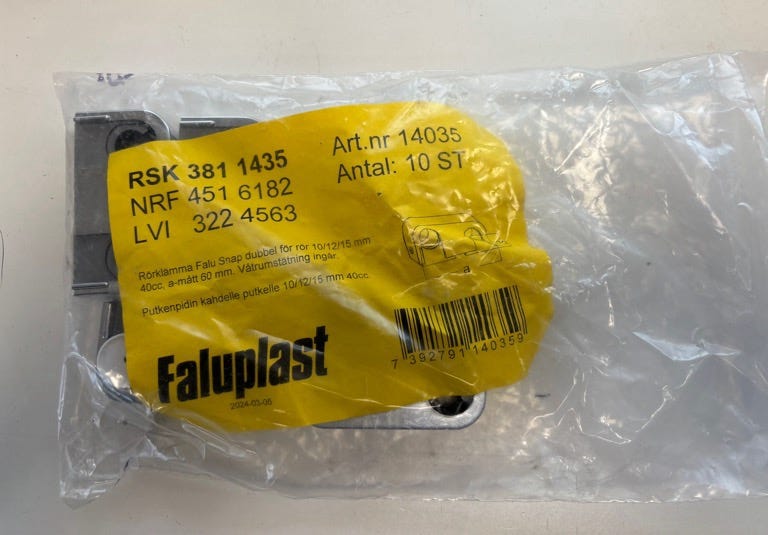 RSK 381 1435
NRF 451 6182
LVI 322 4563
Art.nr 14035
Antal: 10 ST
Rörklämma Falu Snap dubbel för rör 10/12/15 mm
40cc, a-mått 60 mm. Våtrumstätning ingår.
Putkenpidin kahdelle putkelle 10/12/15 mm 40cc.
a
7 392791 140359
Faluplast
2024-03-06